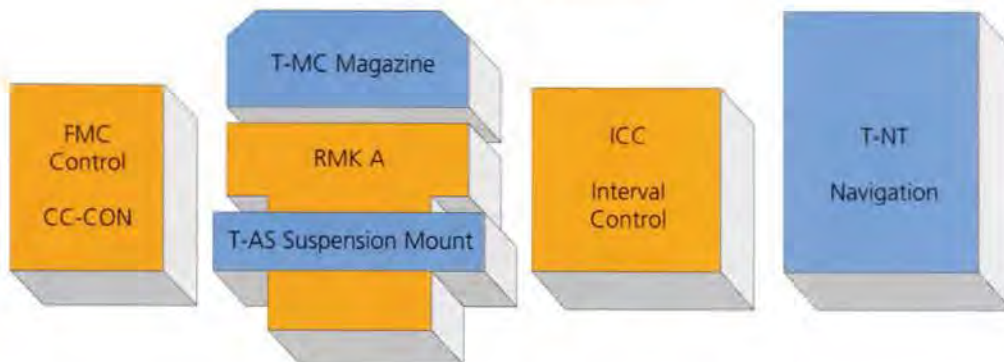 FMC
Control
CC-CON
T-MC Magazine
RMK A
T-AS Suspension Mount
ICC
Interval
Control
T-NT
Navigation